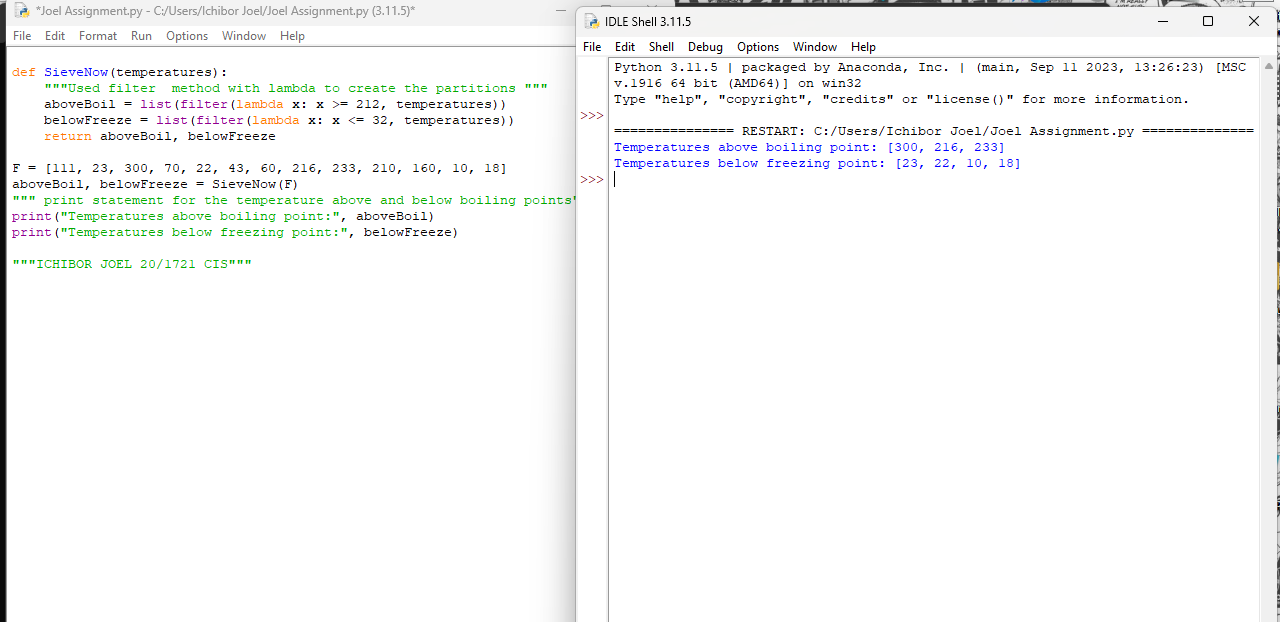 *Joel Assignment.py - C:/Users/Ichibor Joel/Joel Assignment.py (3.11.5)*
File Edit Format Run Options Window Help
def SieveNow(temperatures):
    """Used filter  method with lambda to create the partitions """
    aboveBoil = list(filter(lambda x: x >= 212, temperatures))
    belowFreeze = list(filter(lambda x: x <= 32, temperatures))
    return aboveBoil, belowFreeze
F = [111, 23, 300, 70, 22, 43, 60, 216, 233, 210, 160, 10, 18]
aboveBoil, belowFreeze = SieveNow(F)
""" print statement for the temperature above and below boiling points"
print("Temperatures above boiling point:", aboveBoil)
print("Temperatures below freezing point:", belowFreeze)
"""ICHIBOR JOEL 20/1721 CIS"""
IDLE Shell 3.11.5
File Edit Shell Debug Options Window Help
Python 3.11.5 | packaged by Anaconda, Inc. | (main, Sep 11 2023, 13:26:23) [MSC
v.1916 64 bit (AMD64)] on win32
Type "help", "copyright", "credits" or "license()" for more information.
>>>
=============== RESTART: C:/Users/Ichibor Joel/Joel Assignment.py ==============
Temperatures above boiling point: [300, 216, 233]
Temperatures below freezing point: [23, 22, 10, 18]
>>>